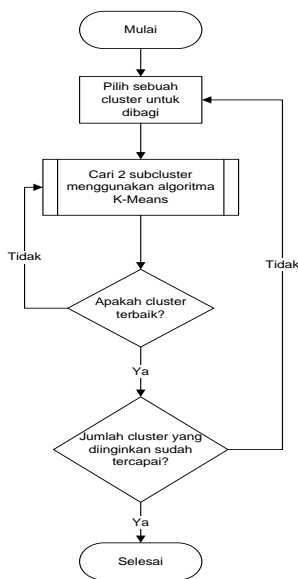 Mulai
Pilih sebuah
cluster untuk
dibagi
Cari 2 subcluster
menggunakan algoritma
K-Means
Tidak
Tidak
Apakah cluster
terbaik?
Ya
Jumlah cluster yang
diinginkan sudah
tercapai?
Ya
Selesai